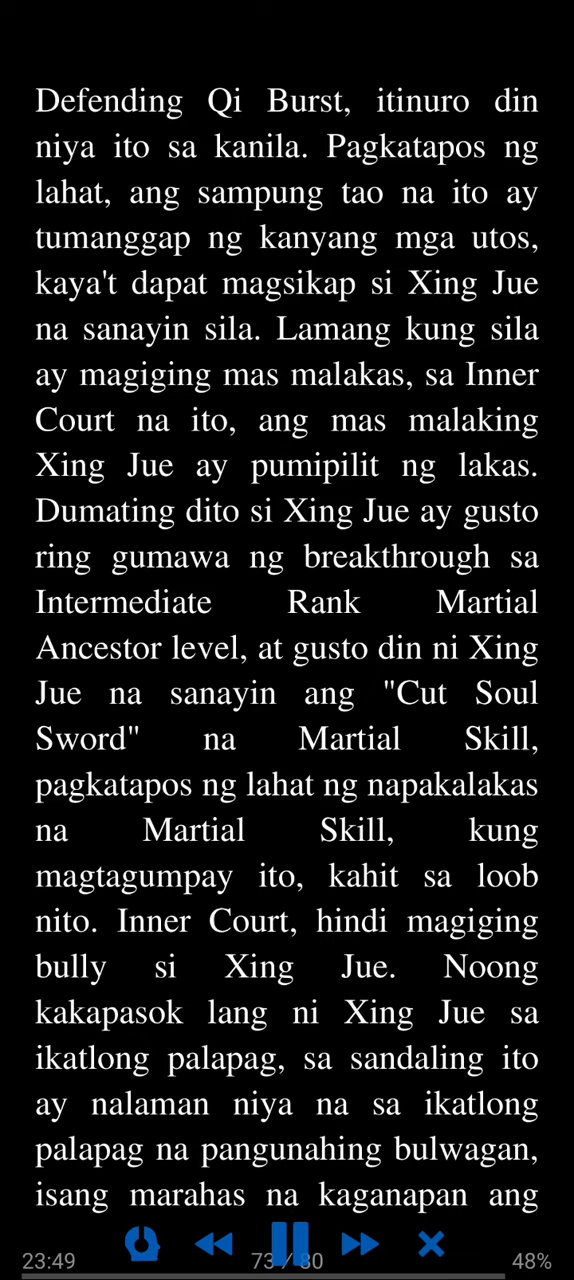 Defending Qi Burst, itinuro din
niya ito sa kanila. Pagkatapos ng
lahat, ang sampung tao na ito ay
tumanggap ng kanyang mga utos,
kaya't dapat magsikap si Xing Jue
na sanayin sila. Lamang kung sila
ay magiging mas malakas, sa Inner
Court na ito, ang mas malaking
Xing Jue ay pumipilit ng lakas.
Dumating dito si Xing Jue ay gusto
ring gumawa ng breakthrough sa
Intermediate Rank Martial
Ancestor level, at gusto din ni Xing
Jue na sanayin ang "Cut Soul
Sword" na Martial Skill,
pagkatapos ng lahat ng napakalakas
na Martial Skill, kung
magtagumpay ito, kahit sa loob
nito. Inner Court, hindi magiging
bully si Xing Jue. Noong
kakapasok lang ni Xing Jue sa
ikatlong palapag, sa sandaling ito
ay nalaman niya na sa ikatlong
palapag na pangunahing bulwagan,
isang marahas na kaganapan ang
23:49 73 / 80 48%